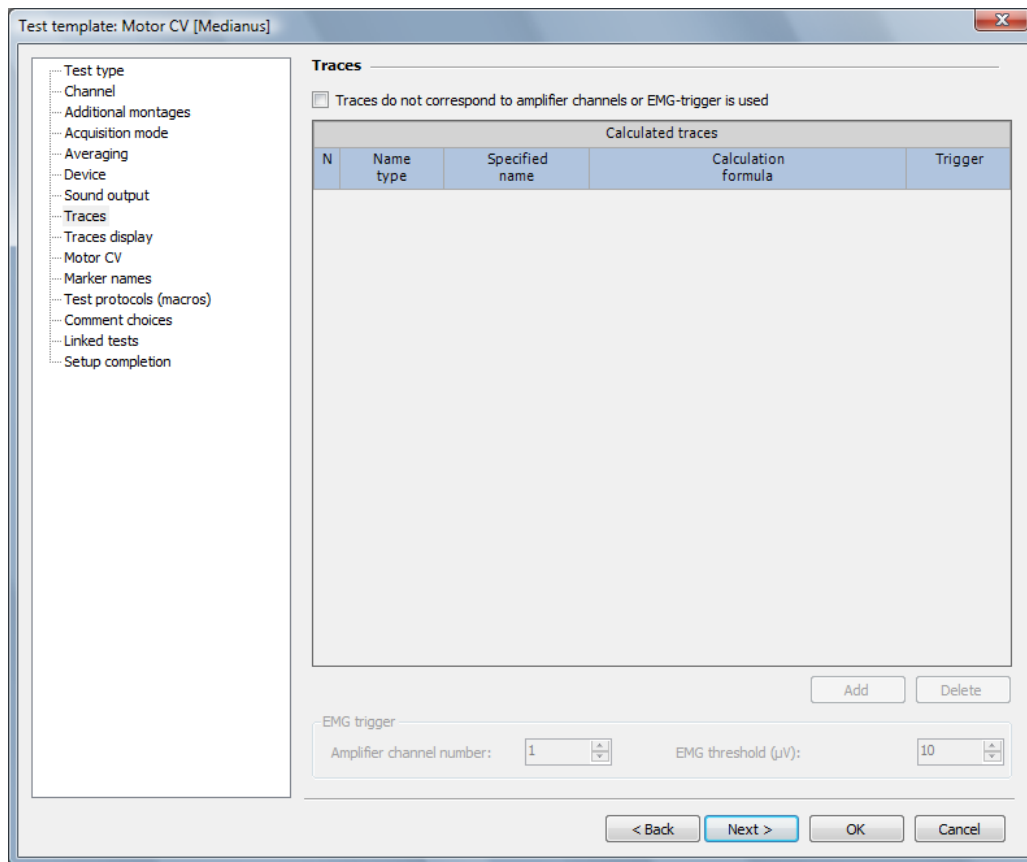 Test template: Motor CV [Medianus]
Test type
Channel
Additional montages
Acquisition mode
Averaging
Device
Sound output
Traces
Traces display
Motor CV
Marker names
Test protocols (macros)
Comment choices
Linked tests
Setup completion
Traces
Traces do not correspond to amplifier channels or EMG-trigger is used
Calculated traces
N Name type Specified name Calculation formula Trigger
Add Delete
EMG trigger
Amplifier channel number: 1 EMG threshold (µV): 10
< Back Next > OK Cancel